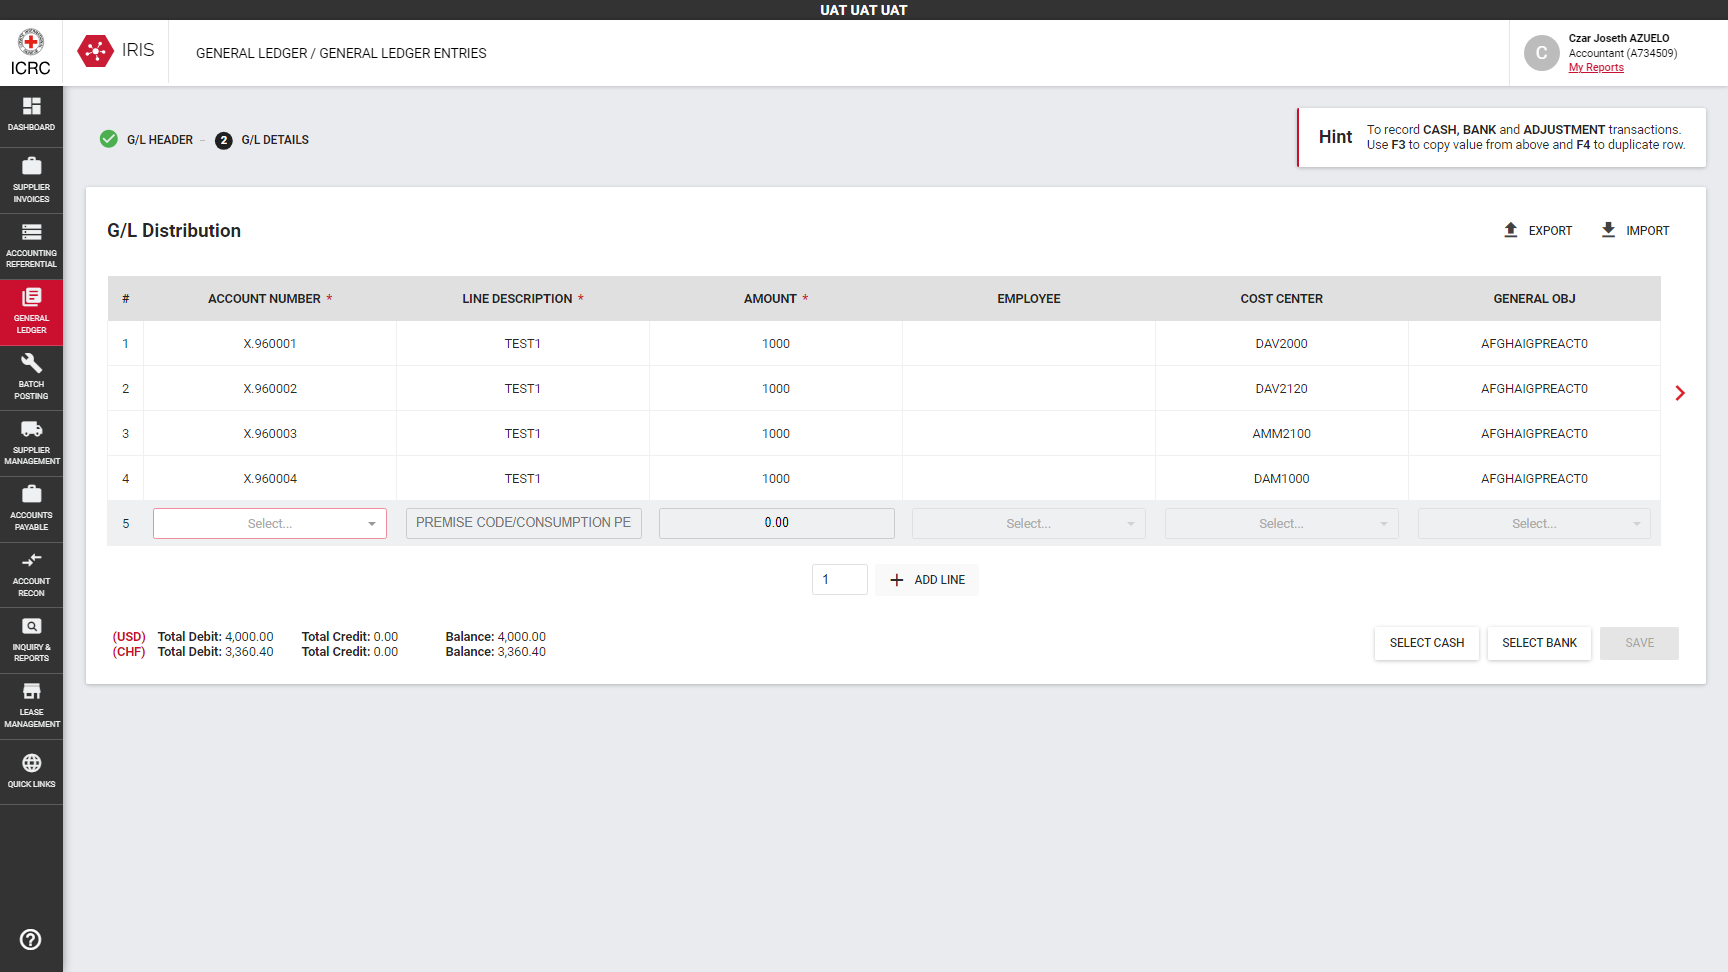 UAT UAT UAT
ICRC
IRIS
GENERAL LEDGER / GENERAL LEDGER ENTRIES
C
Czar Joseth AZUELO
Accountant (A734509)
My Reports
DASHBOARD
SUPPLIER
INVOICES
ACCOUNTING
REFERENTIAL
GENERAL
LEDGER
BATCH
POSTING
SUPPLIER
MANAGEMENT
ACCOUNTS
PAYABLE
ACCOUNT
RECON
INQUIRY &
REPORTS
LEASE
MANAGEMENT
QUICK LINKS
G/L HEADER – 2 G/L DETAILS
Hint
To record CASH, BANK and ADJUSTMENT transactions.
Use F3 to copy value from above and F4 to duplicate row.
G/L Distribution
EXPORT IMPORT
# ACCOUNT NUMBER * LINE DESCRIPTION * AMOUNT * EMPLOYEE COST CENTER GENERAL OBJ
1 X.960001 TEST1 1000 DAV2000 AFGHAIGPREACT0
2 X.960002 TEST1 1000 DAV2120 AFGHAIGPREACT0
3 X.960003 TEST1 1000 AMM2100 AFGHAIGPREACT0
4 X.960004 TEST1 1000 DAM1000 AFGHAIGPREACT0
5 Select... PREMISE CODE/CONSUMPTION PE 0.00 Select... Select... Select...
1 + ADD LINE
(USD) Total Debit: 4,000.00 Total Credit: 0.00 Balance: 4,000.00
(CHF) Total Debit: 3,360.40 Total Credit: 0.00 Balance: 3,360.40
SELECT CASH SELECT BANK SAVE